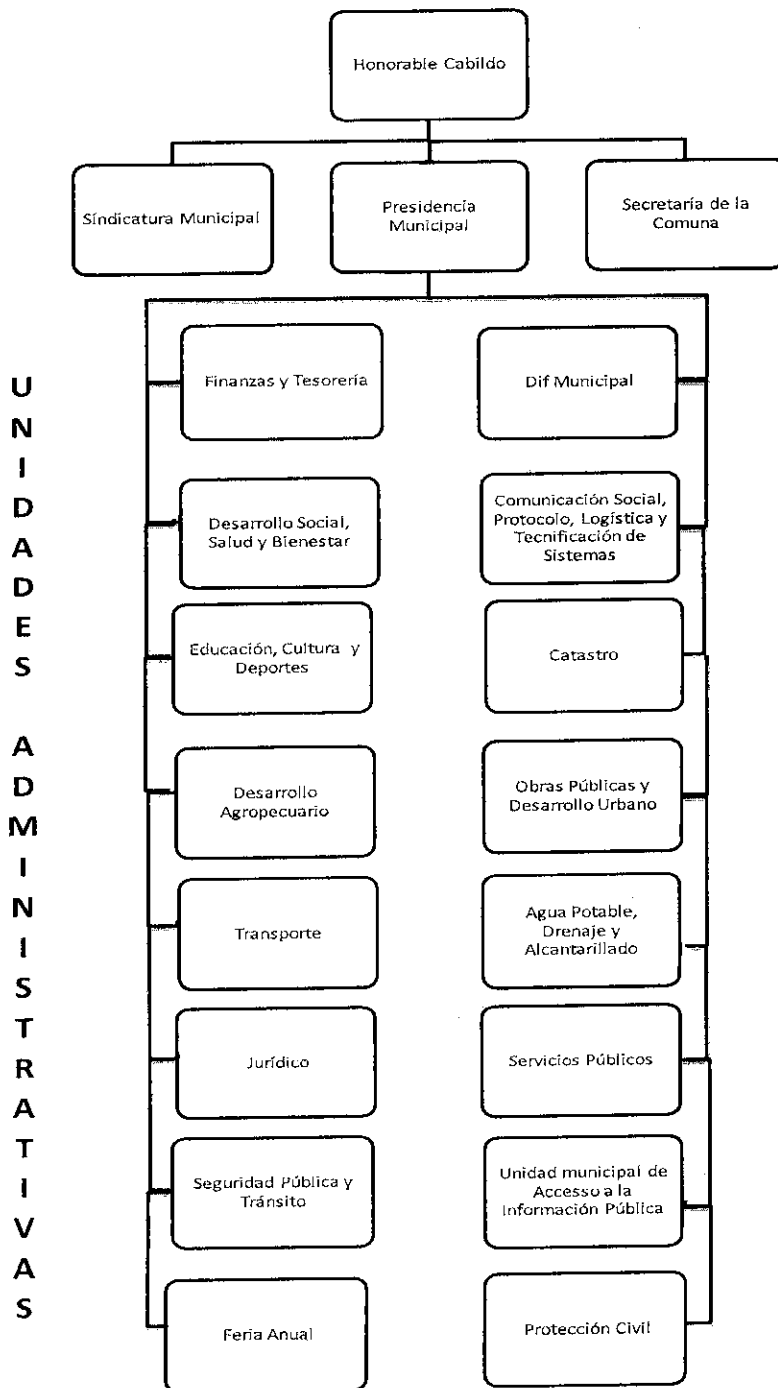 Honorable Cabildo
Síndicatura Municipal
Presidencia
Municipal
Secretaría de la
Comuna
UNIDADES ADMINISTRATIVAS
Finanzas y Tesorería
Dif Municipal
Desarrollo Social,
Salud y Bienestar
Comunicación Social,
Protocolo, Logística y
Tecnificación de
Sistemas
Educación, Cultura y
Deportes
Catastro
Desarrollo
Agropecuario
Obras Públicas y
Desarrollo Urbano
Transporte
Agua Potable,
Drenaje y
Alcantarillado
Jurídico
Servicios Públicos
Seguridad Pública y
Tránsito
Unidad municipal de
Accesso a la
Información Pública
Feria Anual
Protección Civil